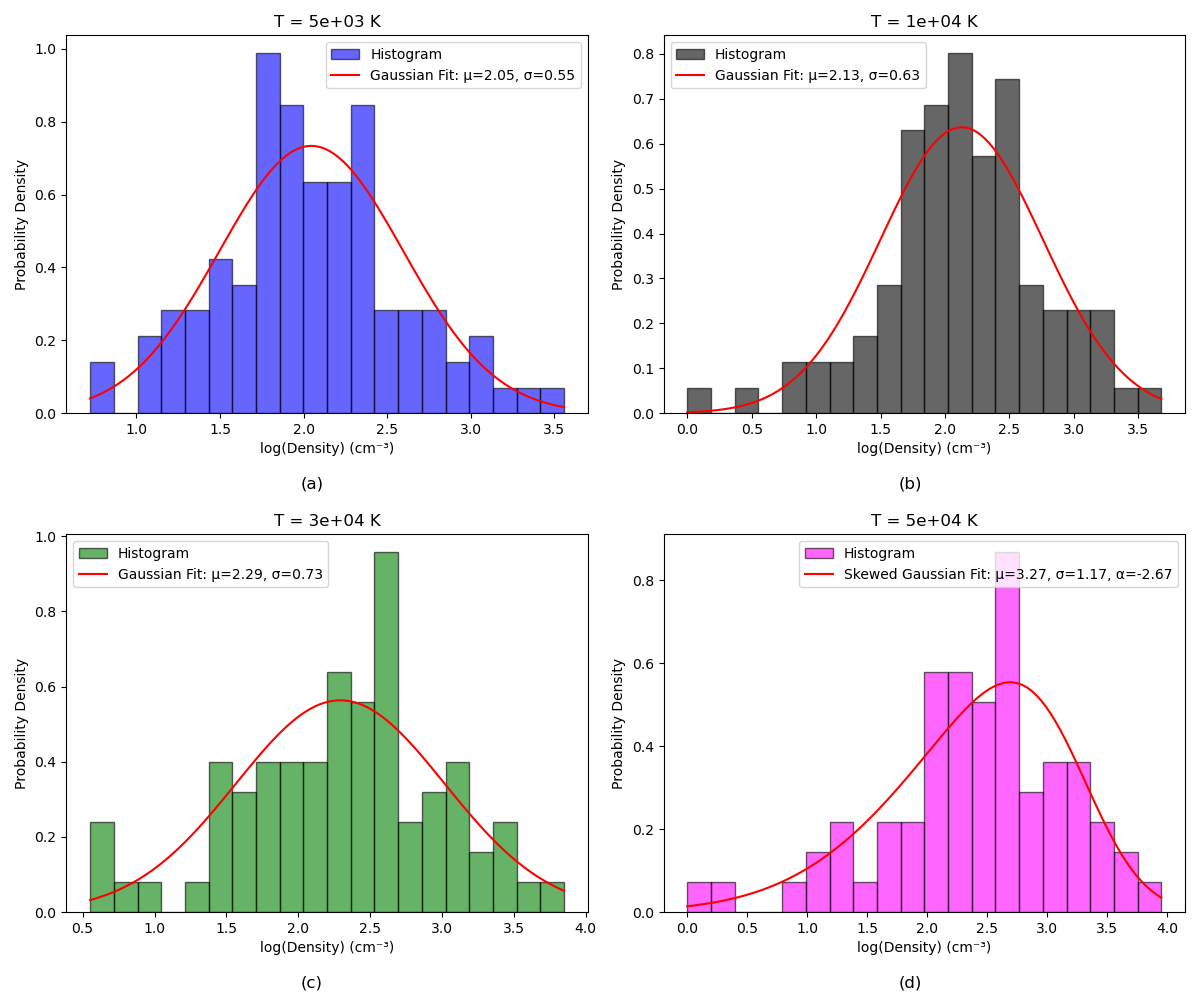 T = 5e+03 K
Histogram
Gaussian Fit: μ=2.05, σ=0.55
Probability Density
1.0
0.8
0.6
0.4
0.2
0.0
1.0 1.5 2.0 2.5 3.0 3.5
log(Density) (cm⁻³)
(a)
T = 1e+04 K
Histogram
Gaussian Fit: μ=2.13, σ=0.63
Probability Density
0.8
0.7
0.6
0.5
0.4
0.3
0.2
0.1
0.0
0.0 0.5 1.0 1.5 2.0 2.5 3.0 3.5
log(Density) (cm⁻³)
(b)
T = 3e+04 K
Histogram
Gaussian Fit: μ=2.29, σ=0.73
Probability Density
1.0
0.8
0.6
0.4
0.2
0.0
0.5 1.0 1.5 2.0 2.5 3.0 3.5 4.0
log(Density) (cm⁻³)
(c)
T = 5e+04 K
Histogram
Skewed Gaussian Fit: μ=3.27, σ=1.17, α=-2.67
Probability Density
0.8
0.6
0.4
0.2
0.0
0.0 0.5 1.0 1.5 2.0 2.5 3.0 3.5 4.0
log(Density) (cm⁻³)
(d)